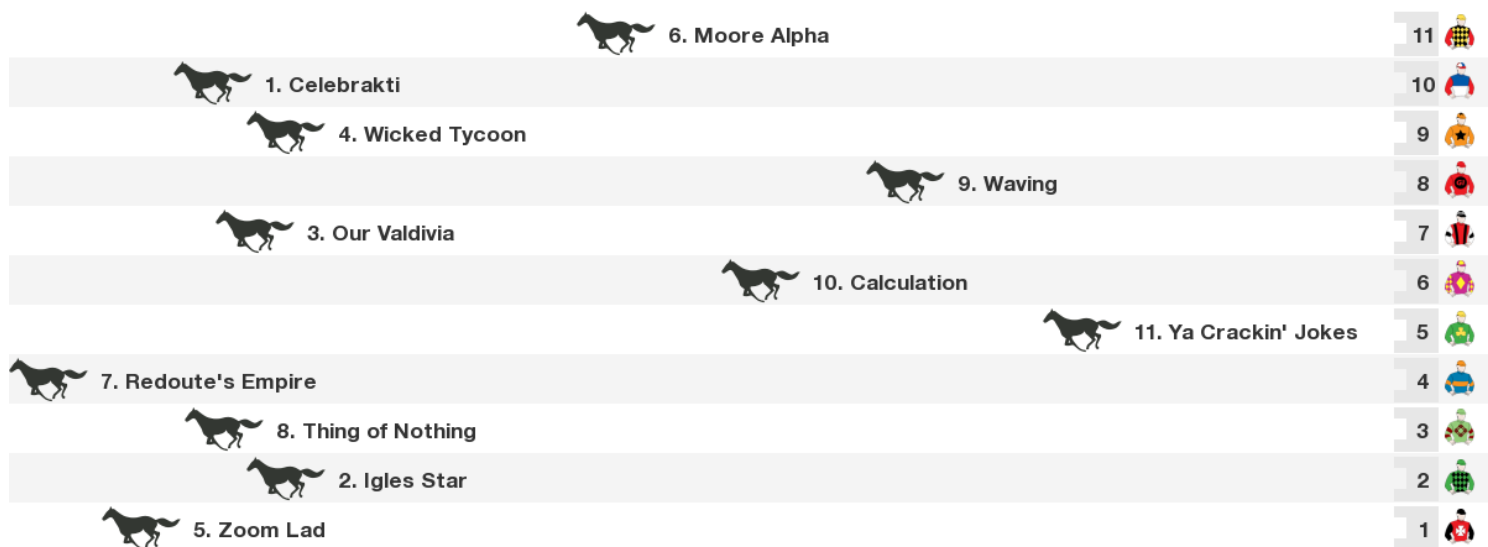 6. Moore Alpha 11
1. Celebrakti 10
4. Wicked Tycoon 9
9. Waving 8
3. Our Valdivia 7
10. Calculation 6
11. Ya Crackin' Jokes 5
7. Redoute's Empire 4
8. Thing of Nothing 3
2. Igles Star 2
5. Zoom Lad 1